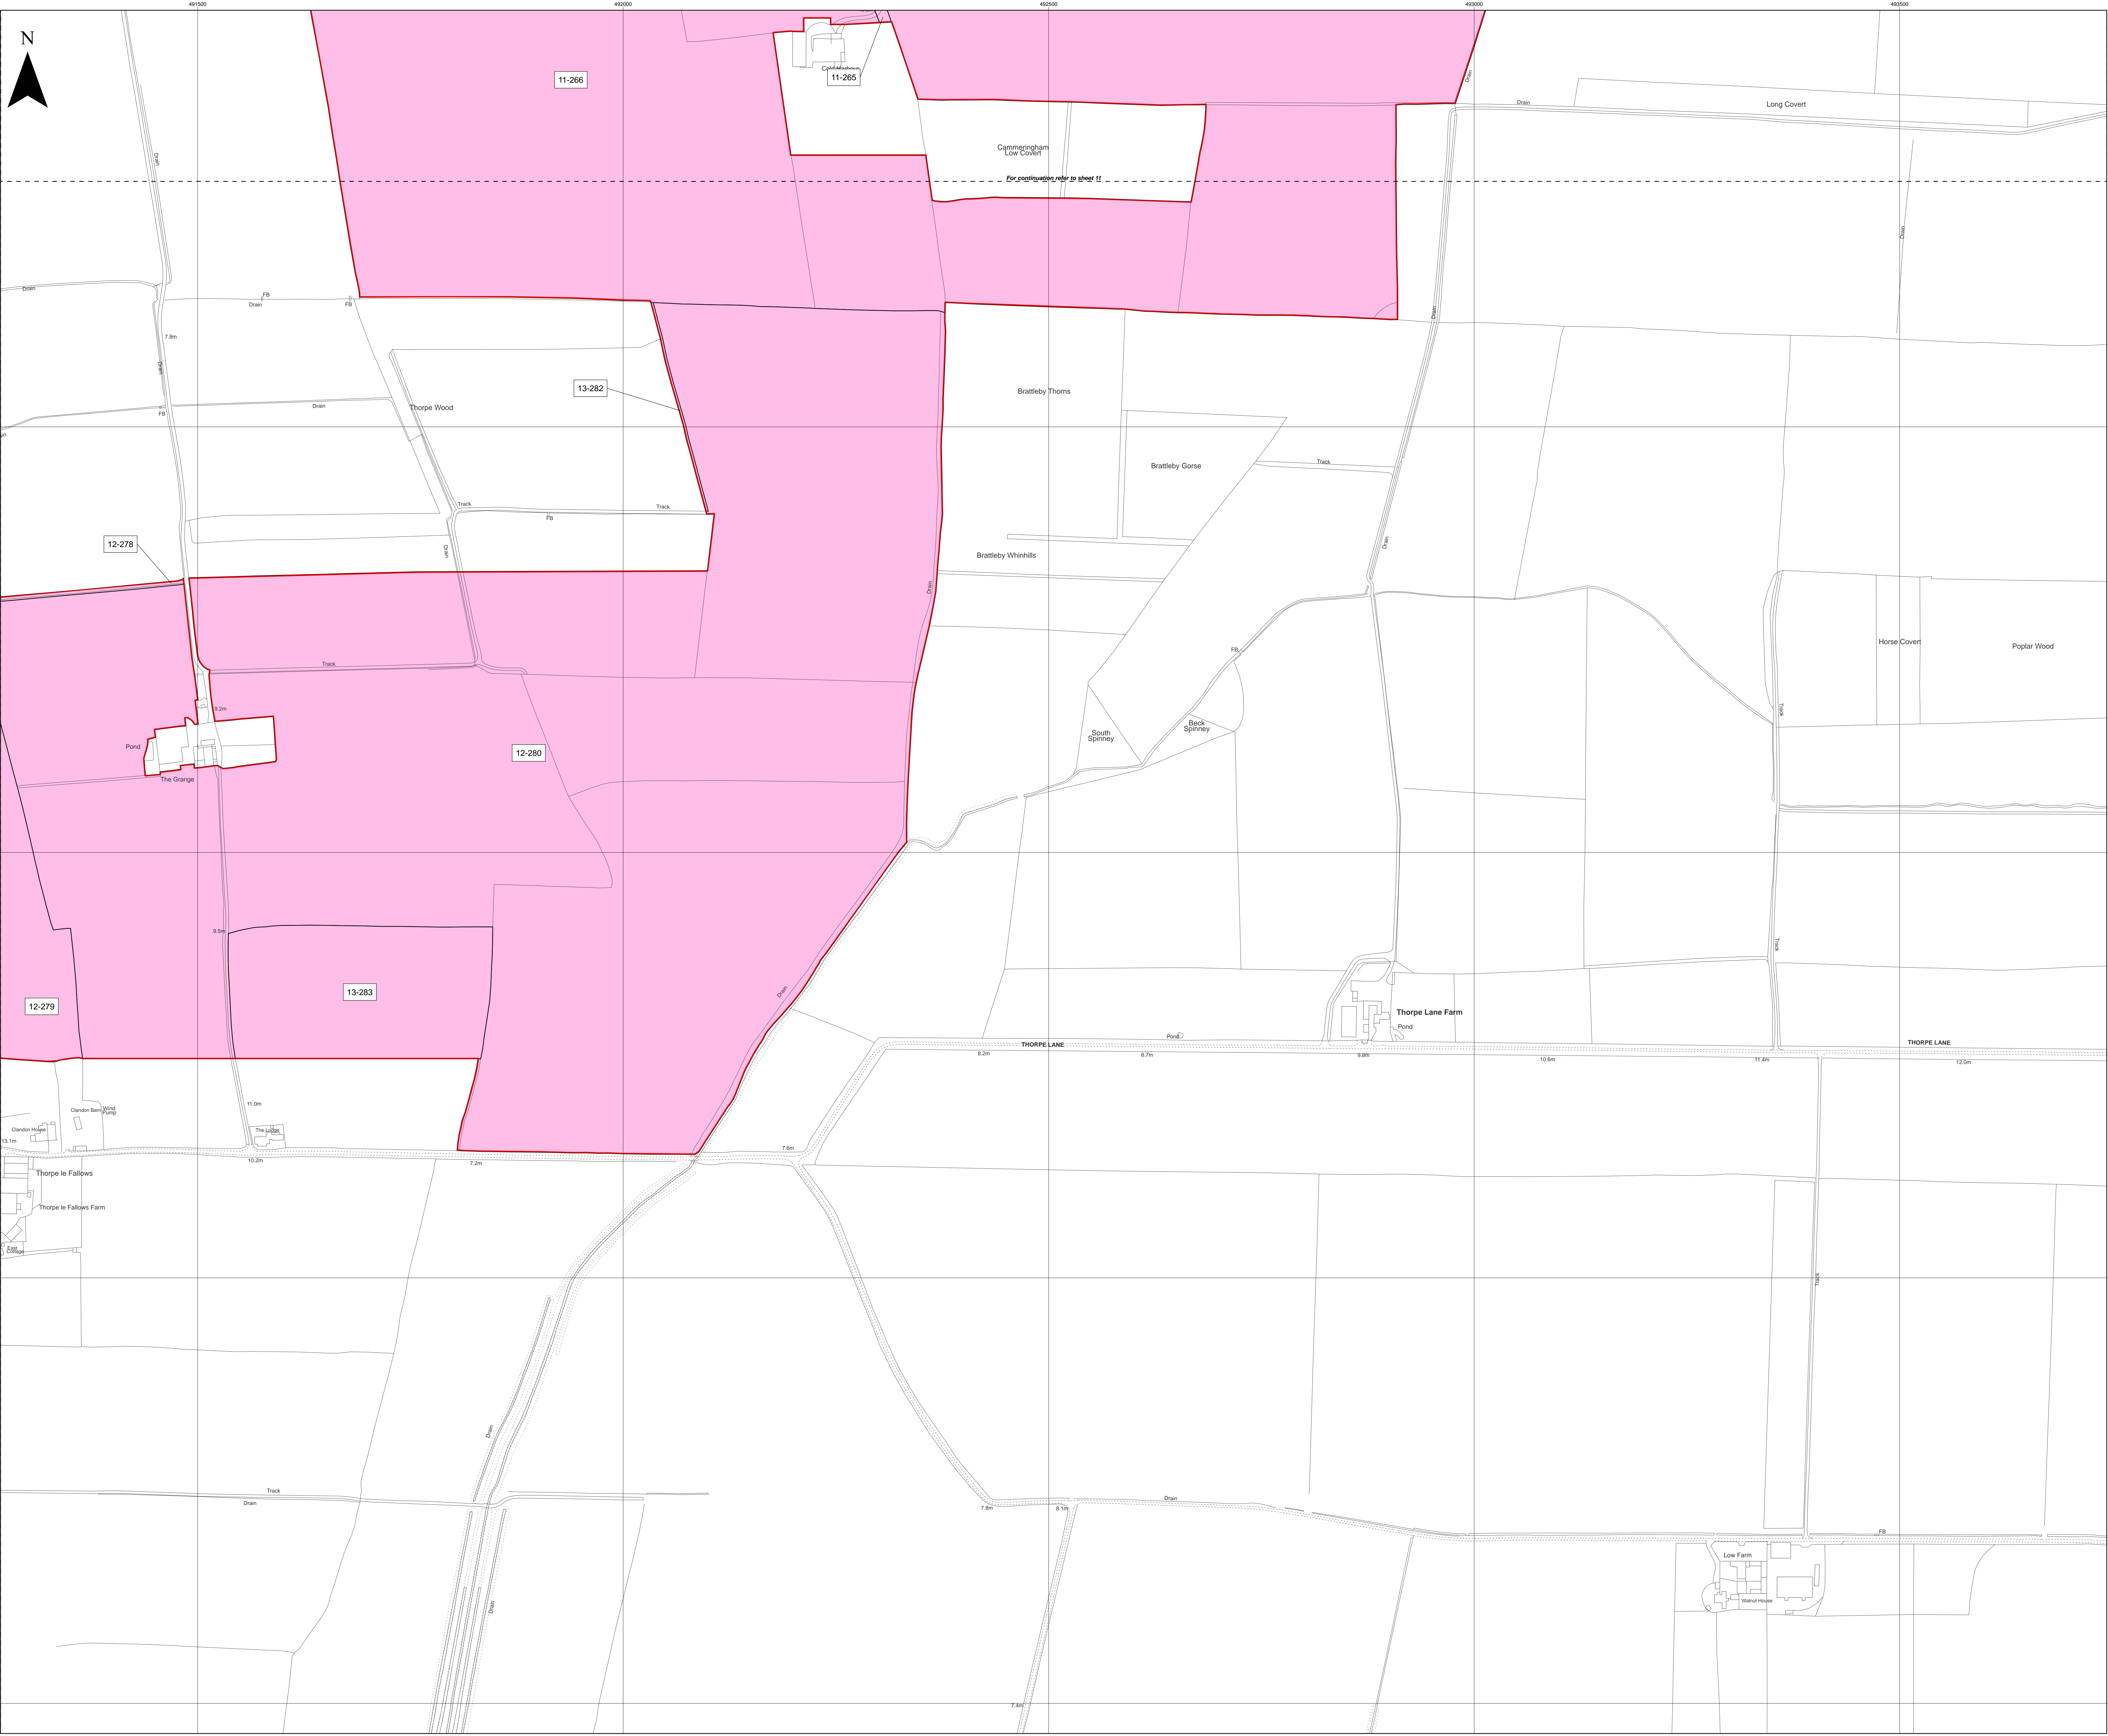 491500
492000
492500
493000
493500
N
11-266
11-265
Drain
Drain
Long Covert
Cammeringham
Low Covert
Drain
For continuation refer to sheet 11
Drain
Drain
FB
Drain
FB
Drain
7.8m
Drain
13-282
Brattleby Thorns
Drain
Thorpe Wood
FB
Brattleby Gorse
Track
Track
Track
FB
12-278
Drain
Drain
Brattleby Whinhills
Drain
Horse Covert
Poplar Wood
FB
Track
9.2m
Track
South
Spinney
Beck
Spinney
Pond
12-280
The Grange
9.5m
Track
13-283
12-279
Drain
Thorpe Lane Farm
Pond
Pond
THORPE LANE
THORPE LANE
8.2m
8.7m
9.8m
10.6m
11.4m
12.0m
11.0m
Clandon Barn
Wind
Pump
Clandon House
The Lodge
13.1m
7.6m
10.2m
7.2m
Thorpe le Fallows
Thorpe le Fallows Farm
East
Cottage
Track
Drain
Track
Drain
Drain
7.8m
8.1m
FB
Low Farm
Walnut House
Drain
7.4m